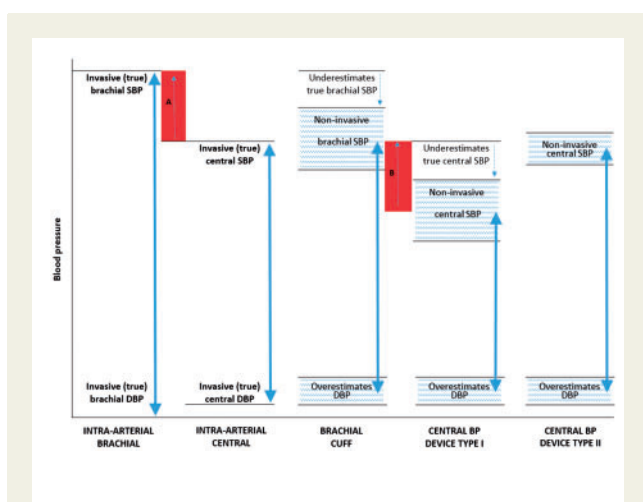 Blood pressure
Invasive (true)
brachial SBP
A
Invasive (true)
central SBP
Underestimates
true brachial SBP
Non-invasive
brachial SBP
B
Underestimates
true central SBP
Non-invasive
central SBP
Non-invasive
central SBP
Invasive (true)
brachial DBP
Invasive (true)
central DBP
Overestimates
DBP
Overestimates
DBP
Overestimates
DBP
INTRA-ARTERIAL
BRACHIAL
INTRA-ARTERIAL
CENTRAL
BRACHIAL
CUFF
CENTRAL BP
DEVICE TYPE I
CENTRAL BP
DEVICE TYPE II